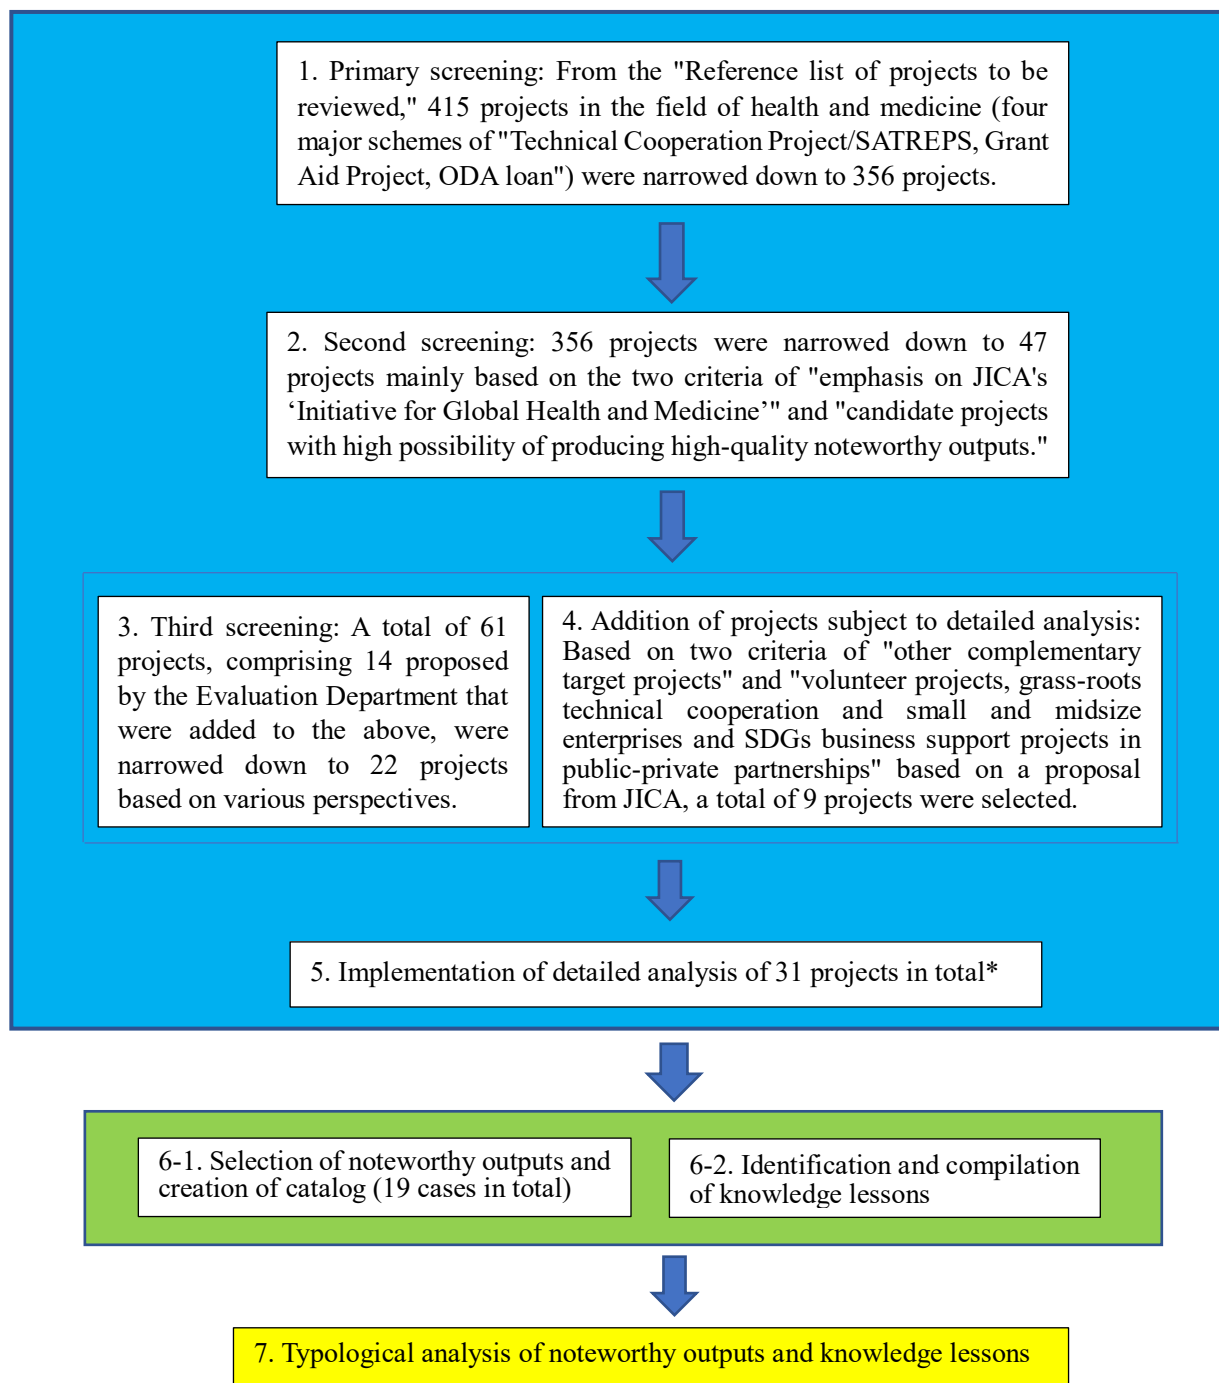 1. Primary screening: From the "Reference list of projects to be
reviewed," 415 projects in the field of health and medicine (four
major schemes of "Technical Cooperation Project/SATREPS, Grant
Aid Project, ODA loan") were narrowed down to 356 projects.
2. Second screening: 356 projects were narrowed down to 47
projects mainly based on the two criteria of "emphasis on JICA's
‘Initiative for Global Health and Medicine’" and "candidate projects
with high possibility of producing high-quality noteworthy outputs."
3. Third screening: A total of 61
projects, comprising 14 proposed
by the Evaluation Department that
were added to the above, were
narrowed down to 22 projects
based on various perspectives.
4. Addition of projects subject to detailed analysis:
Based on two criteria of "other complementary
target projects" and "volunteer projects, grass-roots
technical cooperation and small and midsize
enterprises and SDGs business support projects in
public-private partnerships" based on a proposal
from JICA, a total of 9 projects were selected.
5. Implementation of detailed analysis of 31 projects in total*
6-1. Selection of noteworthy outputs and
creation of catalog (19 cases in total)
6-2. Identification and compilation
of knowledge lessons
7. Typological analysis of noteworthy outputs and knowledge lessons